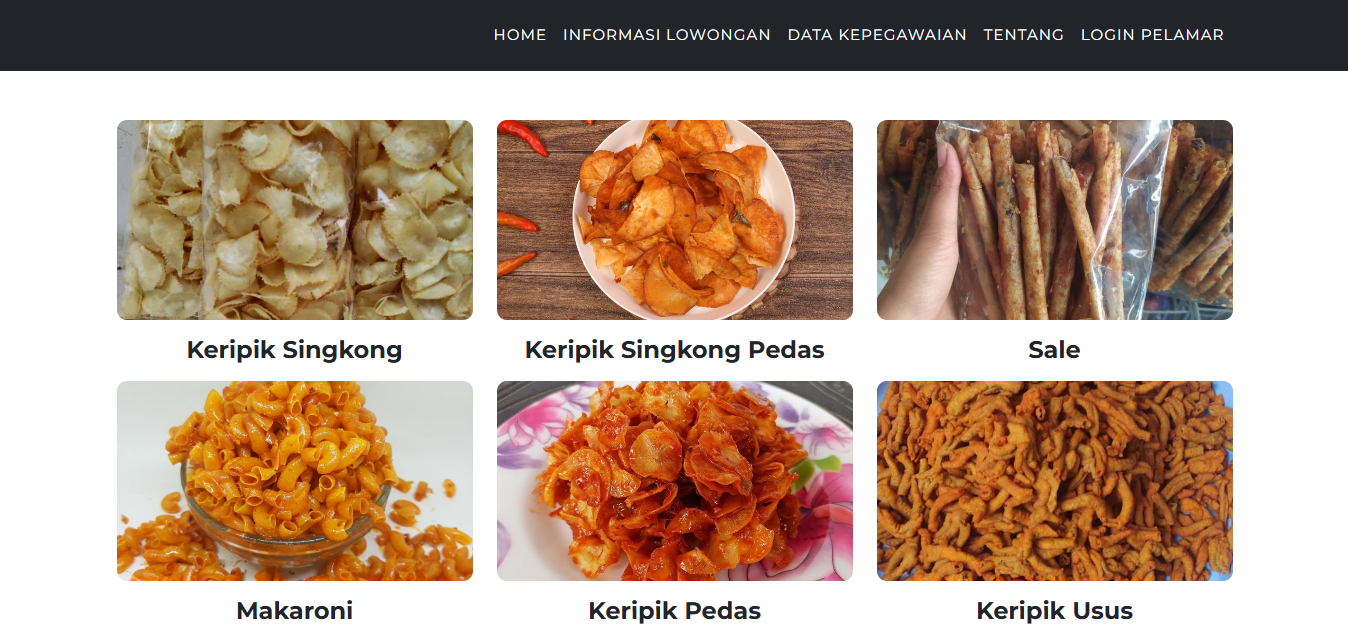 HOME INFORMASI LOWONGAN DATA KEPEGAWAIAN TENTANG LOGIN PELAMAR
Keripik Singkong
Keripik Singkong Pedas
Sale
Makaroni
Keripik Pedas
Keripik Usus